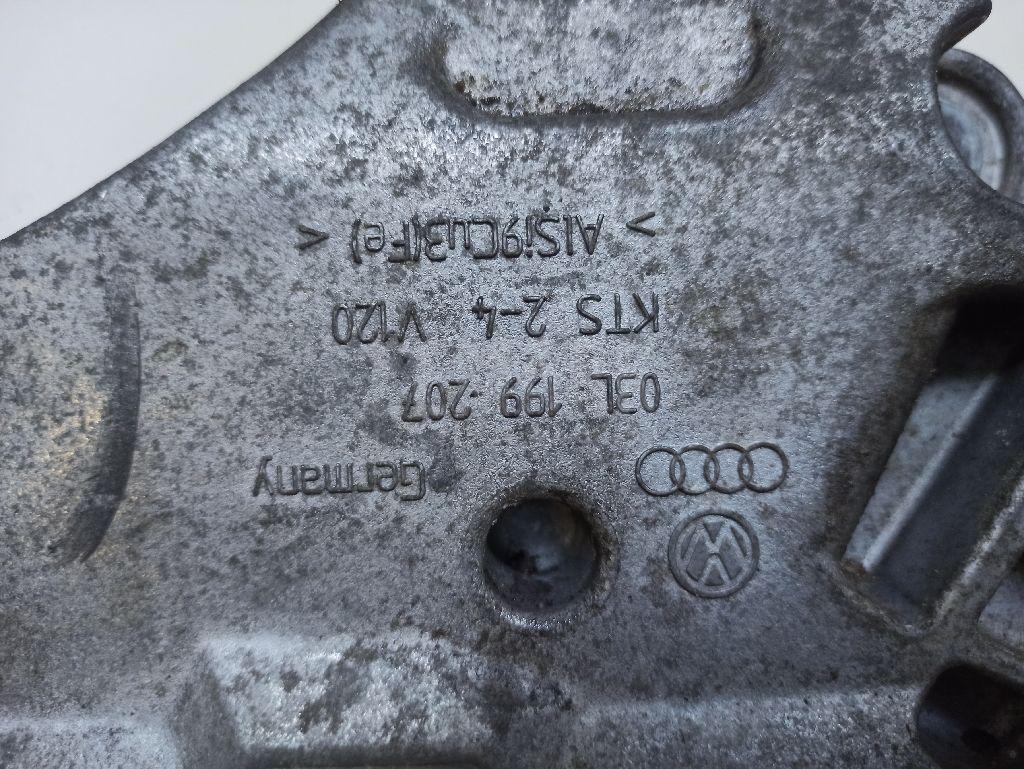 Germany
03L 199 207
KTS 2-4 V120
> AlSi9Cu3(Fe) <